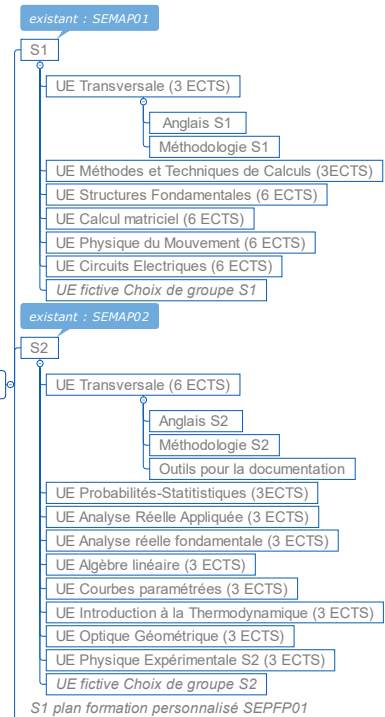 existant : SEMAP01
S1
UE Transversale (3 ECTS)
Anglais S1
Méthodologie S1
UE Méthodes et Techniques de Calculs (3ECTS)
UE Structures Fondamentales (6 ECTS)
UE Calcul matriciel (6 ECTS)
UE Physique du Mouvement (6 ECTS)
UE Circuits Electriques (6 ECTS)
UE fictive Choix de groupe S1
existant : SEMAP02
S2
UE Transversale (6 ECTS)
Anglais S2
Méthodologie S2
Outils pour la documentation
UE Probabilités-Statitistiques (3ECTS)
UE Analyse Réelle Appliquée (3 ECTS)
UE Analyse réelle fondamentale (3 ECTS)
UE Algèbre linéaire (3 ECTS)
UE Courbes paramétrées (3 ECTS)
UE Introduction à la Thermodynamique (3 ECTS)
UE Optique Géométrique (3 ECTS)
UE Physique Expérimentale S2 (3 ECTS)
UE fictive Choix de groupe S2
S1 plan formation personnalisé SEPFP01